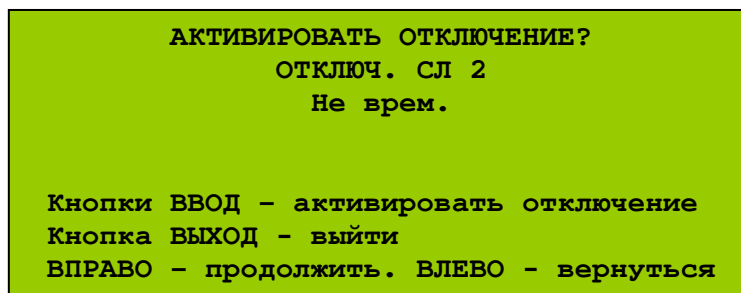 АКТИВИРОВАТЬ ОТКЛЮЧЕНИЕ?
ОТКЛЮЧ. СЛ 2
Не врем.
Кнопки ВВОД – активировать отключение
Кнопка ВЫХОД - выйти
ВПРАВО – продолжить. ВЛЕВО - вернуться